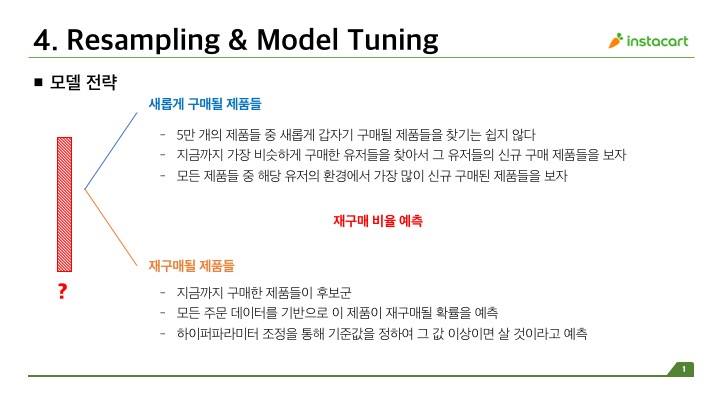 4. Resampling & Model Tuning
instacart
■ 모델 전략
새롭게 구매될 제품들
- 5만 개의 제품들 중 새롭게 갑자기 구매될 제품들을 찾기는 쉽지 않다
- 지금까지 가장 비슷하게 구매한 유저들을 찾아서 그 유저들의 신규 구매 제품들을 보자
- 모든 제품들 중 해당 유저의 환경에서 가장 많이 신규 구매된 제품들을 보자
재구매 비율 예측
재구매될 제품들
?
- 지금까지 구매한 제품들이 후보군
- 모든 주문 데이터를 기반으로 이 제품이 재구매될 확률을 예측
- 하이퍼파라미터 조정을 통해 기준값을 정하여 그 값 이상이면 살 것이라고 예측
1